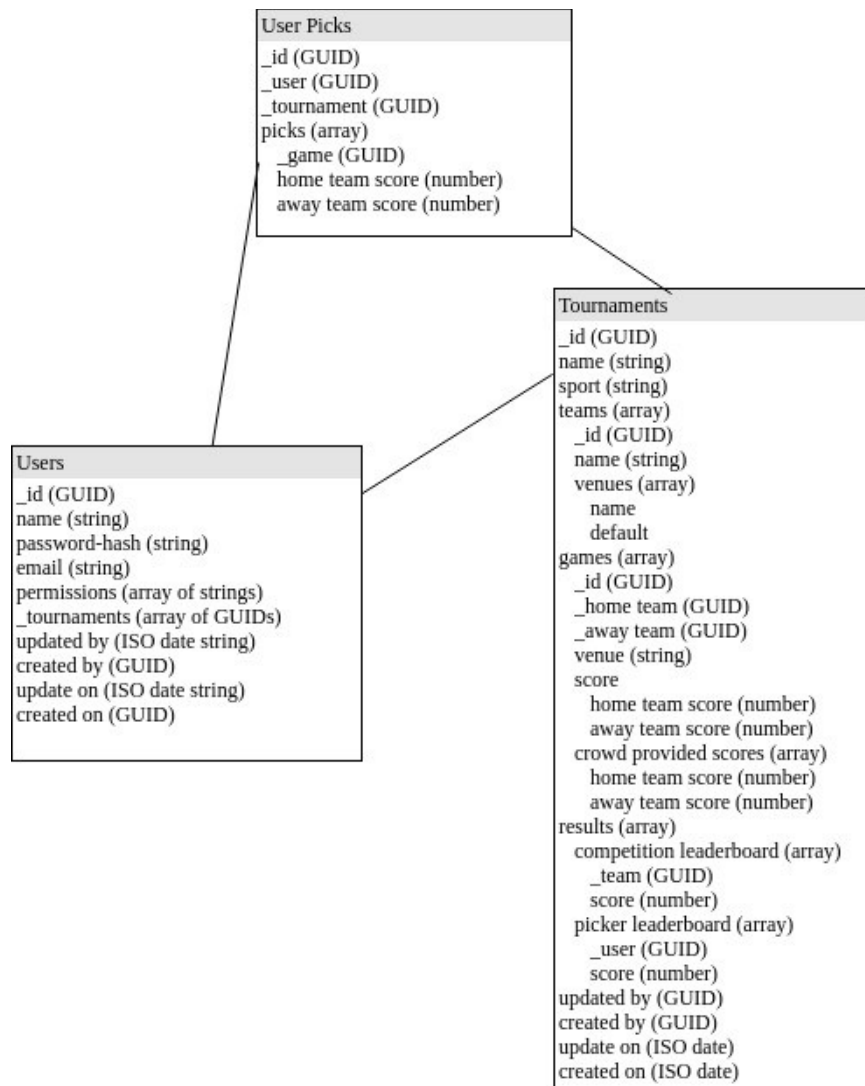 User Picks
_id (GUID)
_user (GUID)
_tournament (GUID)
picks (array)
_game (GUID)
home team score (number)
away team score (number)
Tournaments
_id (GUID)
name (string)
sport (string)
teams (array)
_id (GUID)
name (string)
venues (array)
name
default
games (array)
_id (GUID)
_home team (GUID)
_away team (GUID)
venue (string)
score
home team score (number)
away team score (number)
crowd provided scores (array)
home team score (number)
away team score (number)
results (array)
competition leaderboard (array)
_team (GUID)
score (number)
picker leaderboard (array)
_user (GUID)
score (number)
updated by (GUID)
created by (GUID)
update on (ISO date)
created on (ISO date)
Users
_id (GUID)
name (string)
password-hash (string)
email (string)
permissions (array of strings)
_tournaments (array of GUIDs)
updated by (ISO date string)
created by (GUID)
update on (ISO date string)
created on (GUID)